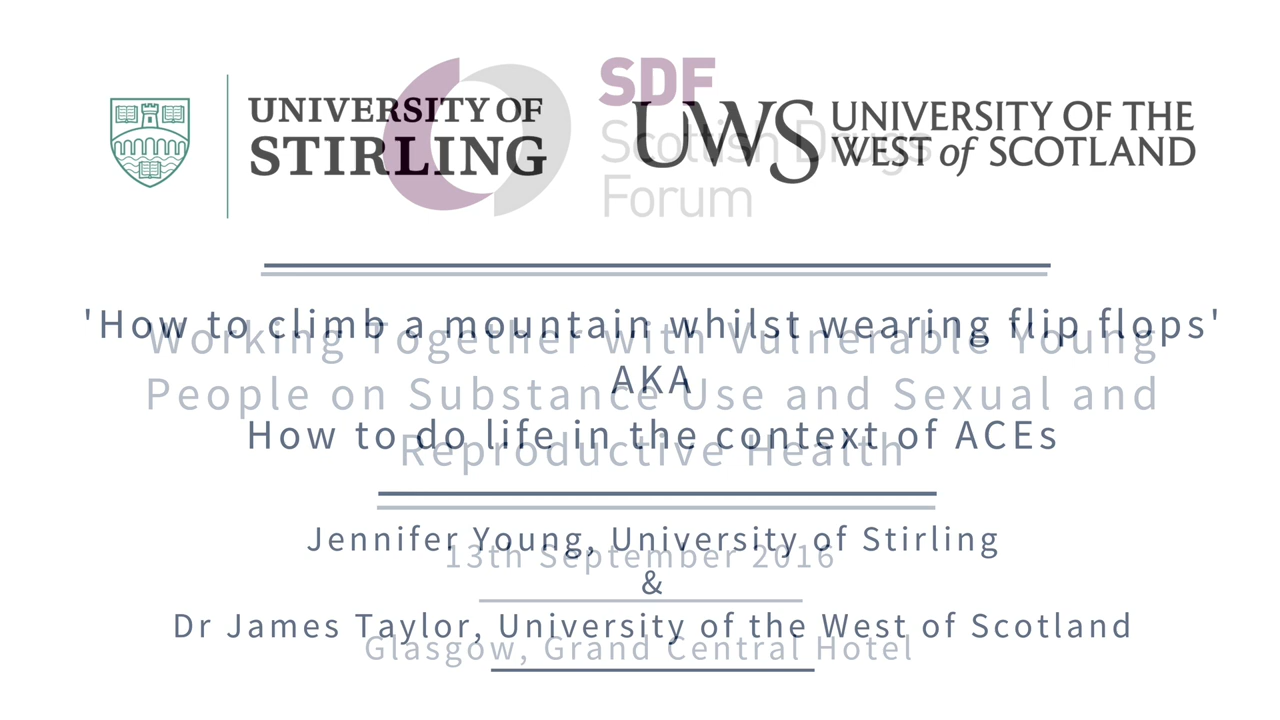 UNIVERSITY OF
STIRLING
SDF
Scottish Drugs
Forum
UWS
UNIVERSITY OF THE
WEST of SCOTLAND
'How to climb a mountain whilst wearing flip flops'
AKA
How to do life in the context of ACEs
Working Together with Vulnerable Young
People on Substance Use and Sexual and
Reproductive Health
Jennifer Young, University of Stirling
&
Dr James Taylor, University of the West of Scotland
13th September 2016
Glasgow, Grand Central Hotel